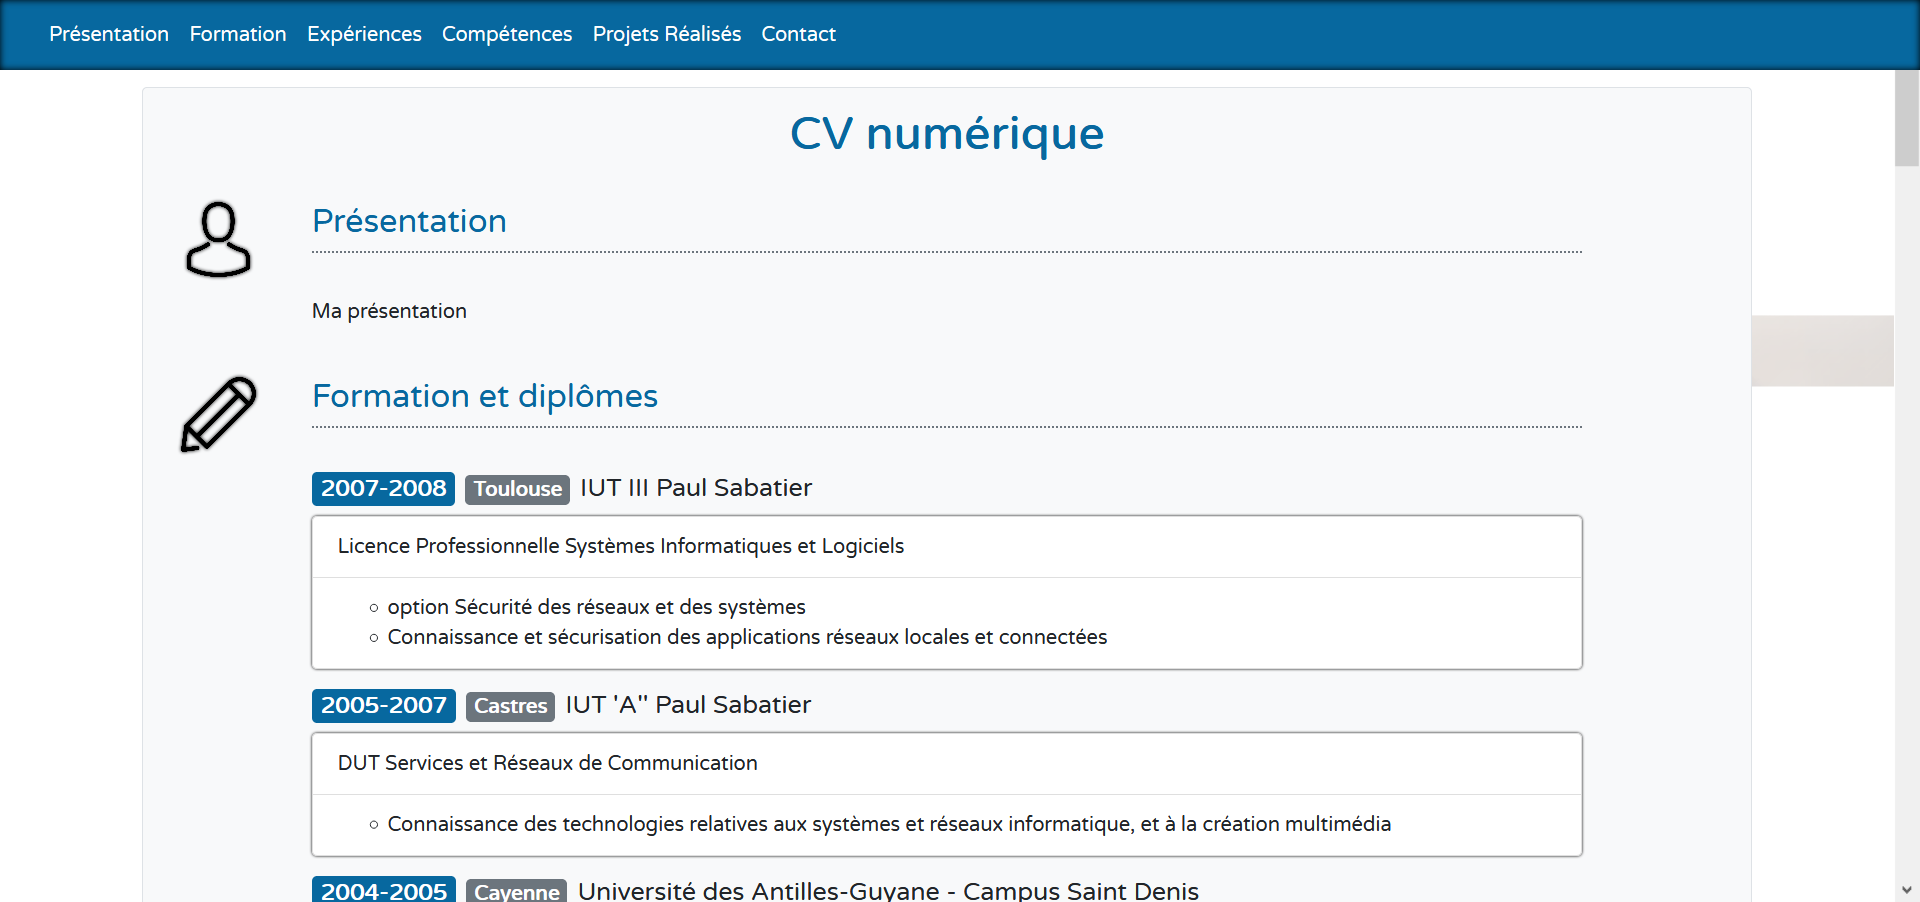 Présentation Formation Expériences Compétences Projets Réalisés Contact
CV numérique
Présentation
Ma présentation
Formation et diplômes
2007-2008 Toulouse IUT III Paul Sabatier
Licence Professionnelle Systèmes Informatiques et Logiciels
option Sécurité des réseaux et des systèmes
Connaissance et sécurisation des applications réseaux locales et connectées
2005-2007 Castres IUT 'A" Paul Sabatier
DUT Services et Réseaux de Communication
Connaissance des technologies relatives aux systèmes et réseaux informatique, et à la création multimédia
2004-2005 Cayenne Université des Antilles-Guyane - Campus Saint Denis